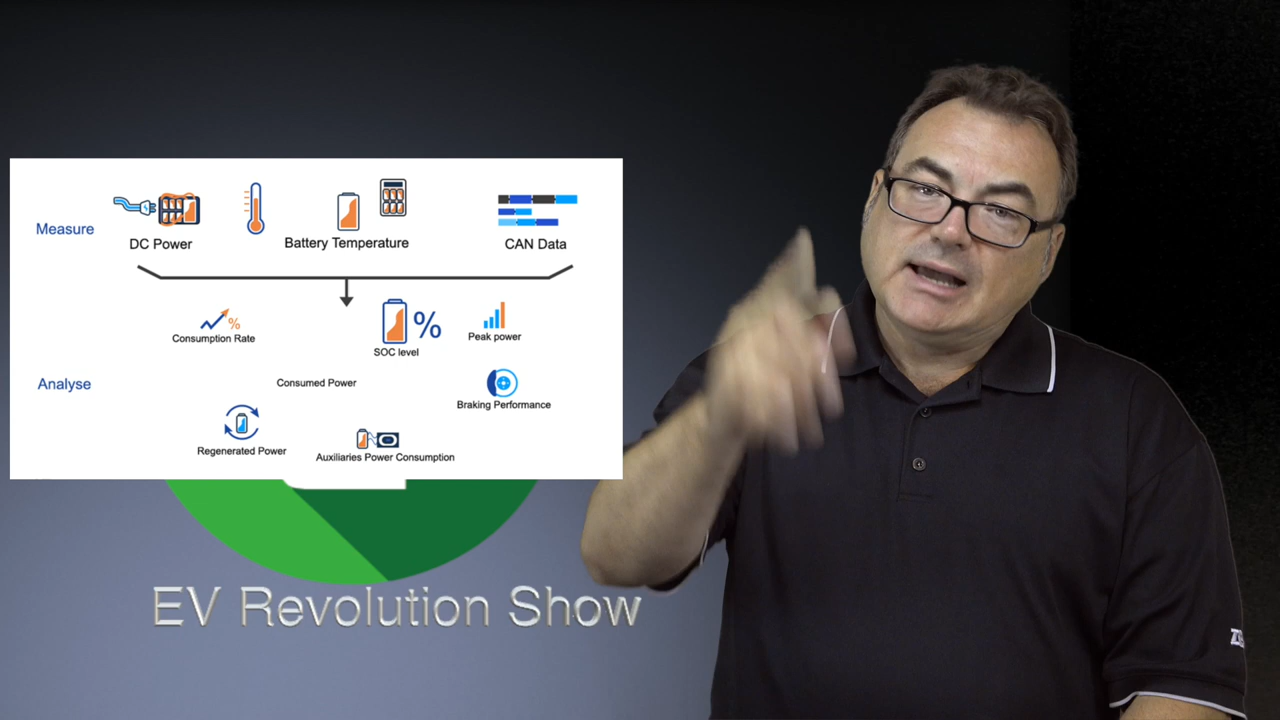 Measure
DC Power
Battery Temperature
CAN Data
%
Consumption Rate
%
SOC level
Peak power
Analyse
Consumed Power
Braking Performance
Regenerated Power
Auxiliaries Power Consumption
EV Revolution Show